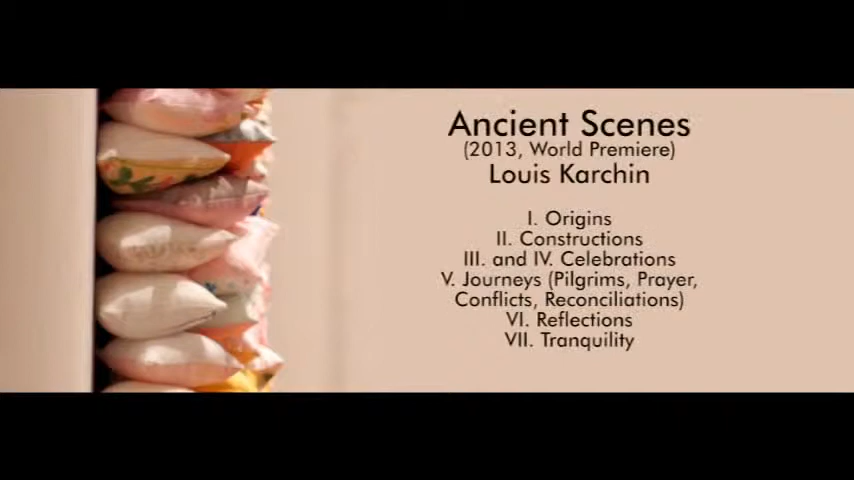 Ancient Scenes
(2013, World Premiere)
Louis Karchin
I. Origins
II. Constructions
III. and IV. Celebrations
V. Journeys (Pilgrims, Prayer,
Conflicts, Reconciliations)
VI. Reflections
VII. Tranquility